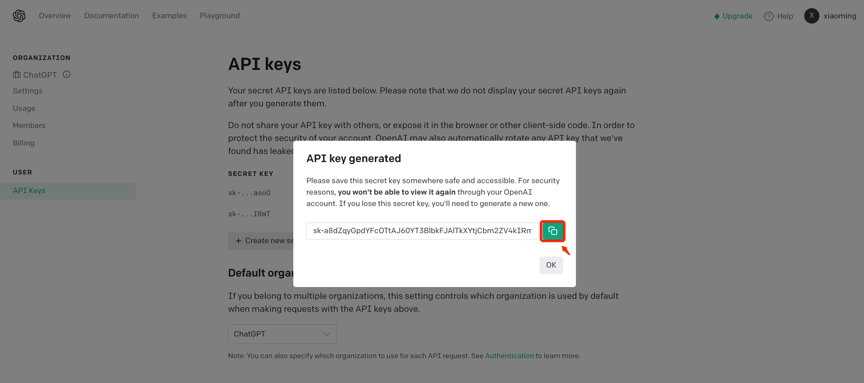 Overview Documentation Examples Playground Upgrade Help X xiaoming
ORGANIZATION
ChatGPT
Settings
Usage
Members
Billing
USER
API Keys
API keys
Your secret API keys are listed below. Please note that we do not display your secret API keys again
after you generate them.
Do not share your API key with others, or expose it in the browser or other client-side code. In order to
protect the security of your account, OpenAI may also automatically rotate any API key that we've
found has leaked
SECRET KEY
sk-...asoO
sk-...IRmT
+ Create new se
Default organ
If you belong to multiple organizations, this setting controls which organization is used by default
when making requests with the API keys above.
ChatGPT
Note: You can also specify which organization to use for each API request. See Authentication to learn more.
API key generated
Please save this secret key somewhere safe and accessible. For security
reasons, you won't be able to view it again through your OpenAI
account. If you lose this secret key, you'll need to generate a new one.
OK